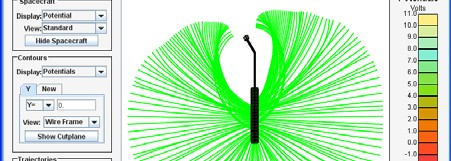 Spacecraft
Display: Potential
View: Standard
Hide Spacecraft
Contours
Display: Potentials
Y New
Y= 0.
View: Wire Frame
Show Cutplane
Trajectories
Volts
11.0
10.0
9.0
8.0
7.0
6.0
5.0
4.0
3.0
2.0
1.0
0.0
-1.0